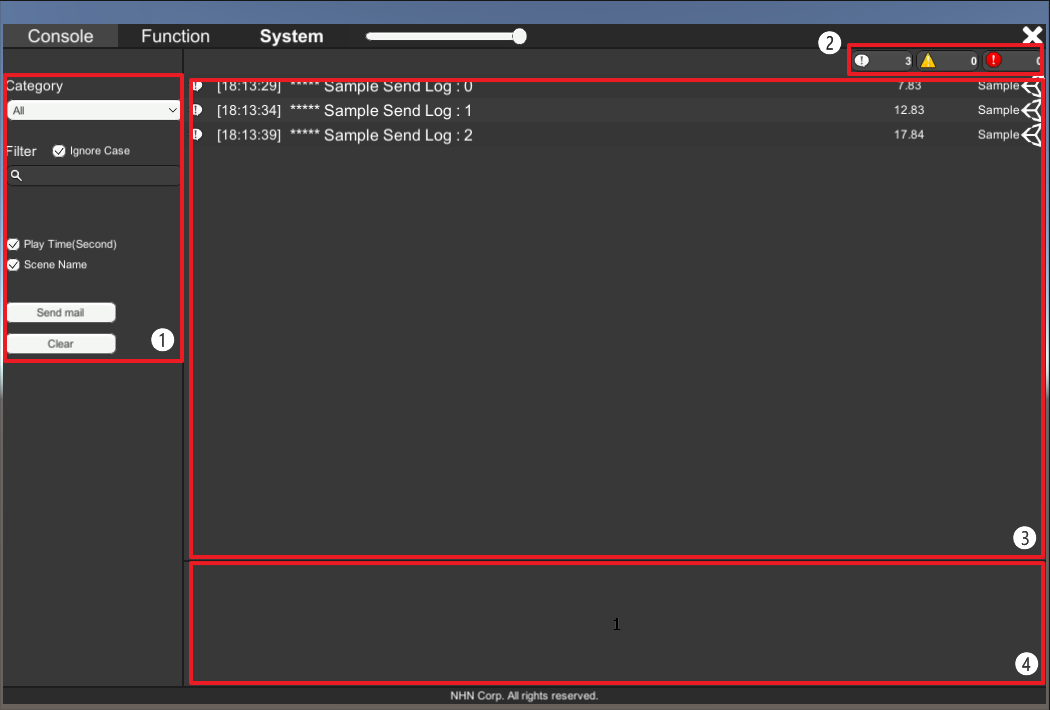 Console Function System
2
3 0 0
Category
All
Filter Ignore Case
Play Time(Second)
Scene Name
Send mail
Clear
1
[18:13:29] ***** Sample Send Log : 0 7.83 Sample
[18:13:34] ***** Sample Send Log : 1 12.83 Sample
[18:13:39] ***** Sample Send Log : 2 17.84 Sample
3
1
4
NHN Corp. All rights reserved.